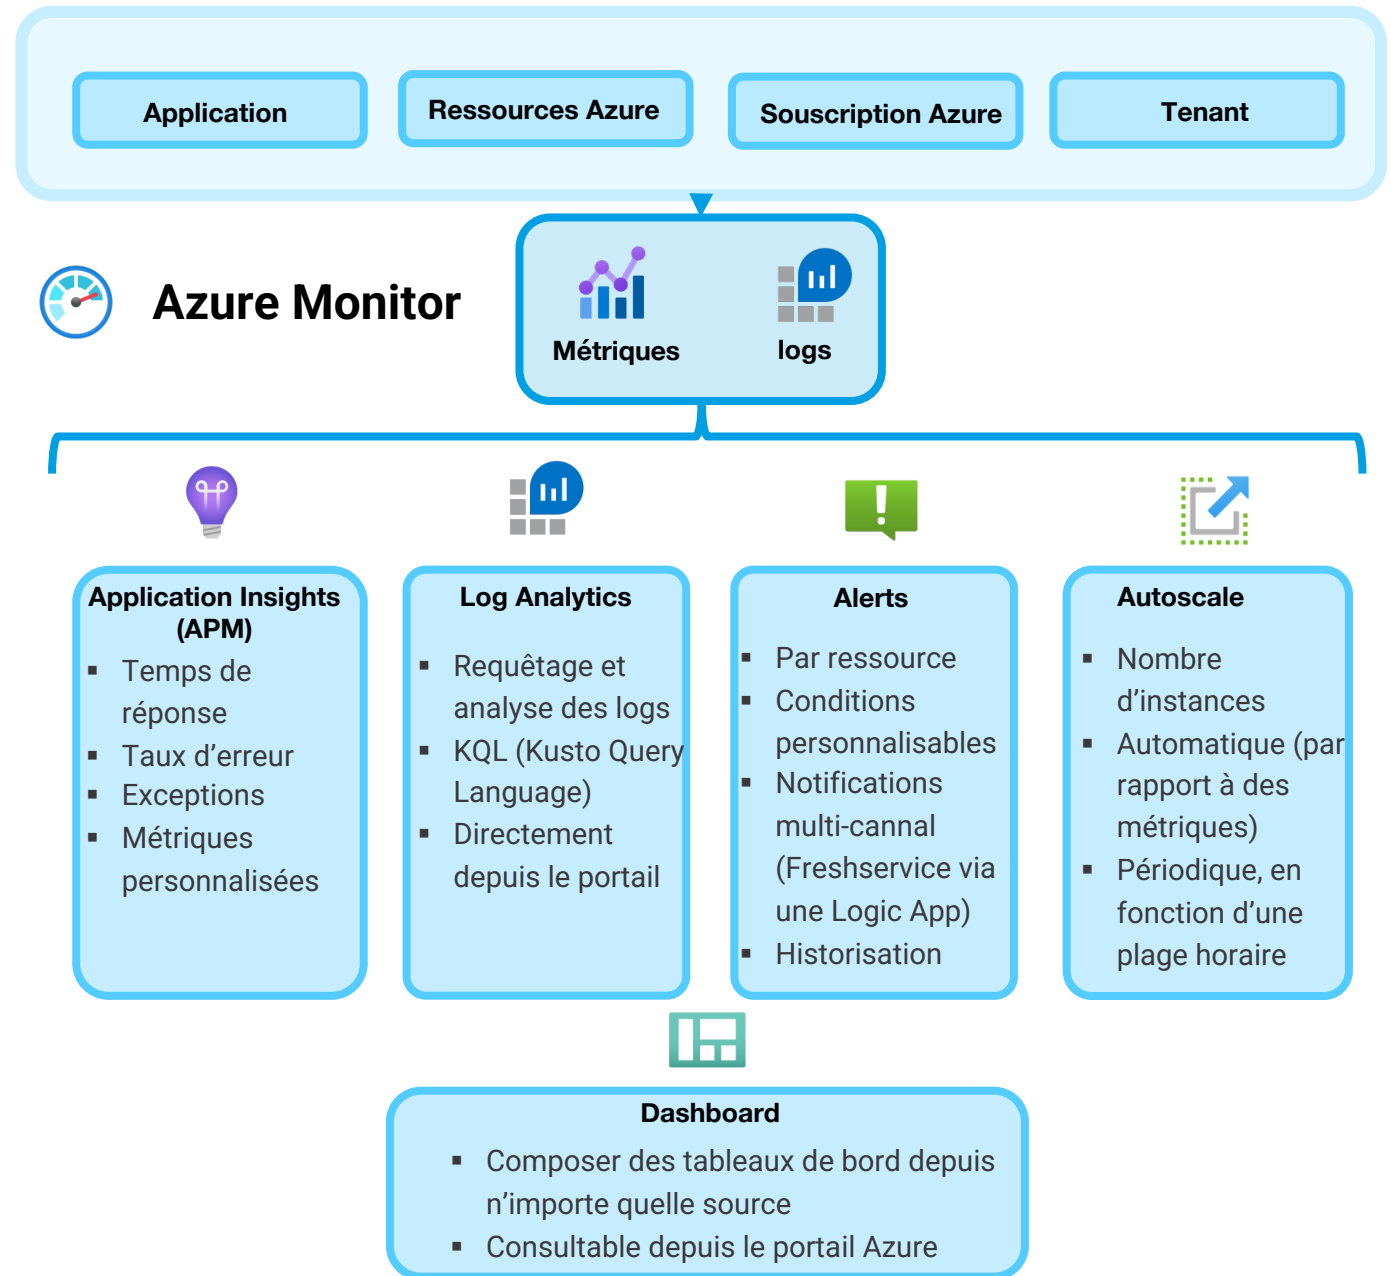 Application
Ressources Azure
Souscription Azure
Tenant
Azure Monitor
Métriques
logs
Application Insights
(APM)
▪ Temps de
réponse
▪ Taux d’erreur
▪ Exceptions
▪ Métriques
personnalisées
Log Analytics
▪ Requêtage et
analyse des logs
▪ KQL (Kusto Query
Language)
▪ Directement
depuis le portail
Alerts
▪ Par ressource
▪ Conditions
personnalisables
▪ Notifications
multi-cannal
(Freshservice via
une Logic App)
▪ Historisation
Autoscale
▪ Nombre
d’instances
▪ Automatique (par
rapport à des
métriques)
▪ Périodique, en
fonction d’une
plage horaire
Dashboard
▪ Composer des tableaux de bord depuis
n’importe quelle source
▪ Consultable depuis le portail Azure